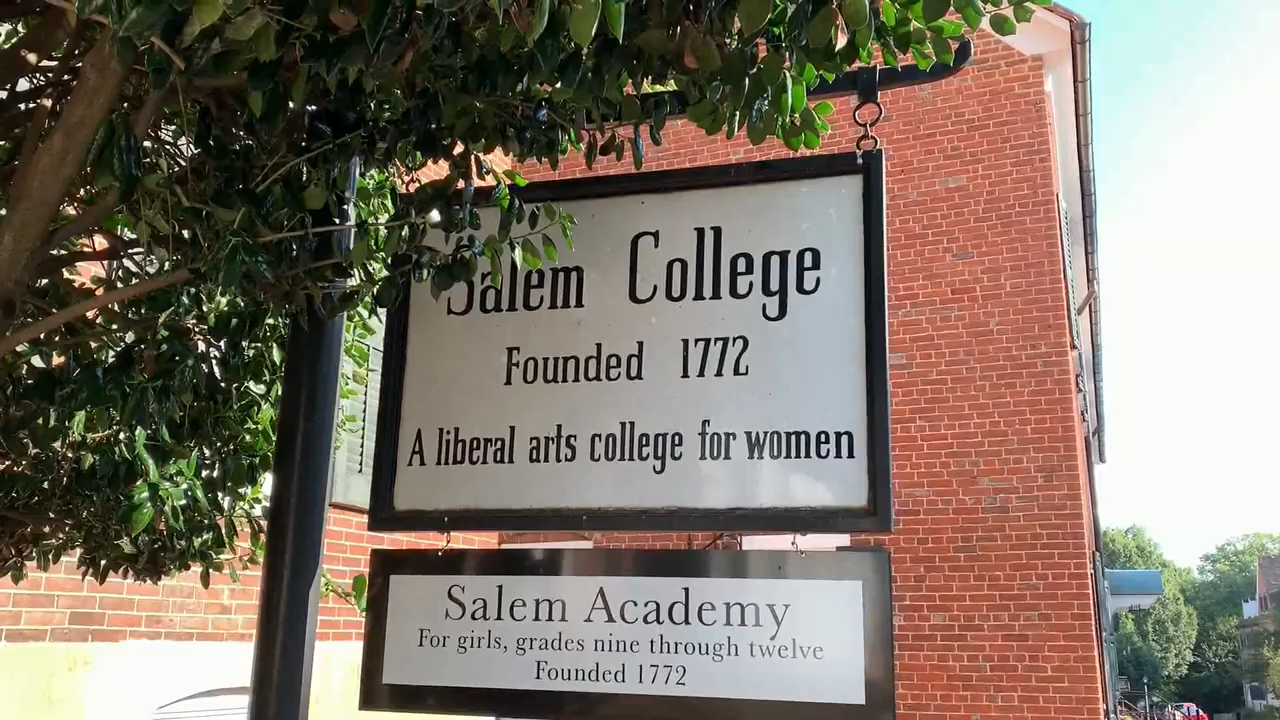 Salem College
Founded 1772
A liberal arts college for women
Salem Academy
For girls, grades nine through twelve
Founded 1772